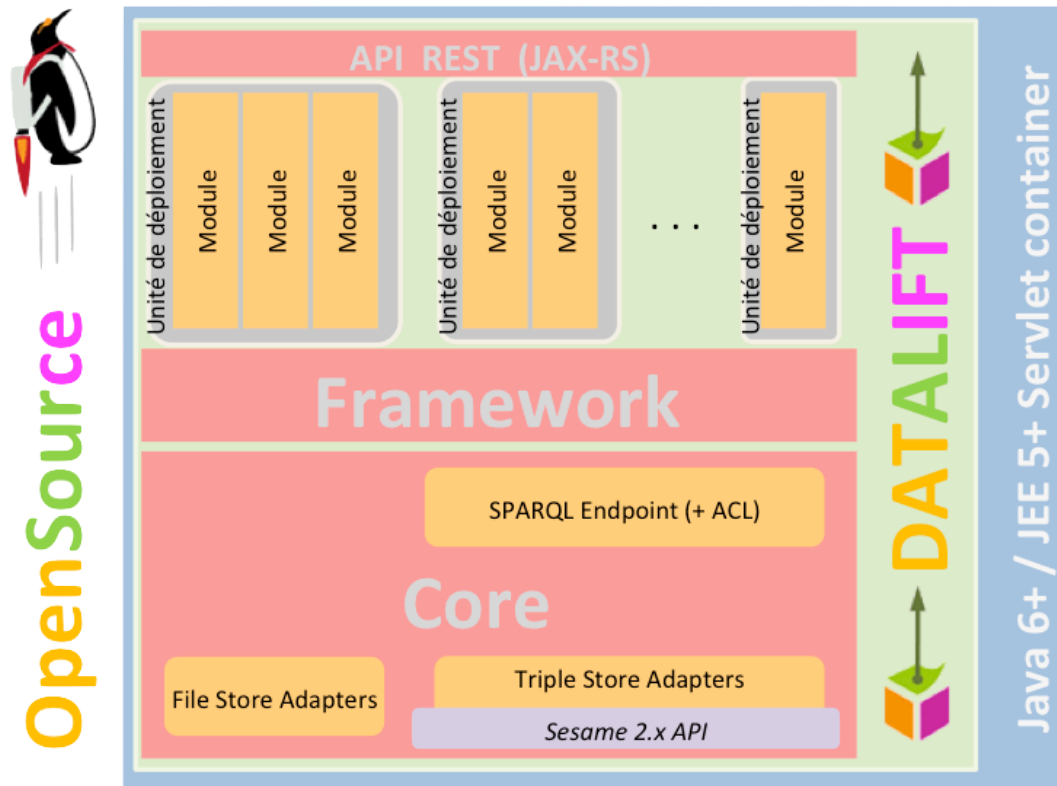 OpenSource
API REST (JAX-RS)
Unité de déploiement
Module
Module
Module
Unité de déploiement
Module
Module
. . .
Unité de déploiement
Module
Framework
SPARQL Endpoint (+ ACL)
Core
File Store Adapters
Triple Store Adapters
Sesame 2.x API
DATALIFT
Java 6+ / JEE 5+ Servlet container